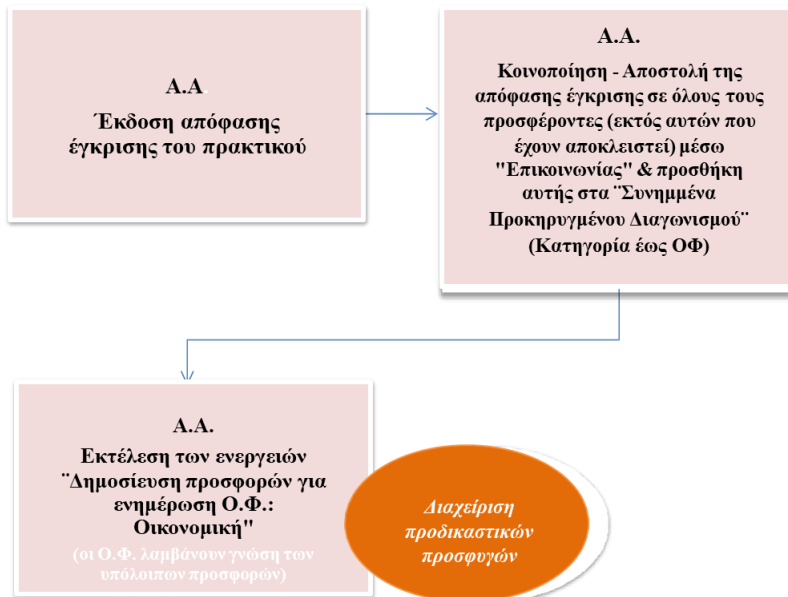 Α.Α.
Έκδοση απόφασης
έγκρισης του πρακτικού
Α.Α.
Κοινοποίηση - Αποστολή της
απόφασης έγκρισης σε όλους τους
προσφέροντες (εκτός αυτών που
έχουν αποκλειστεί) μέσω
"Επικοινωνίας" & προσθήκη
αυτής στα ¨Συνημμένα
Προκηρυγμένου Διαγωνισμού¨
(Κατηγορία έως ΟΦ)
Α.Α.
Εκτέλεση των ενεργειών
¨Δημοσίευση προσφορών για
ενημέρωση Ο.Φ.:
Οικονομική"
(οι Ο.Φ. λαμβάνουν γνώση των
υπόλοιπων προσφορών)
Διαχείριση
προδικαστικών
προσφυγών